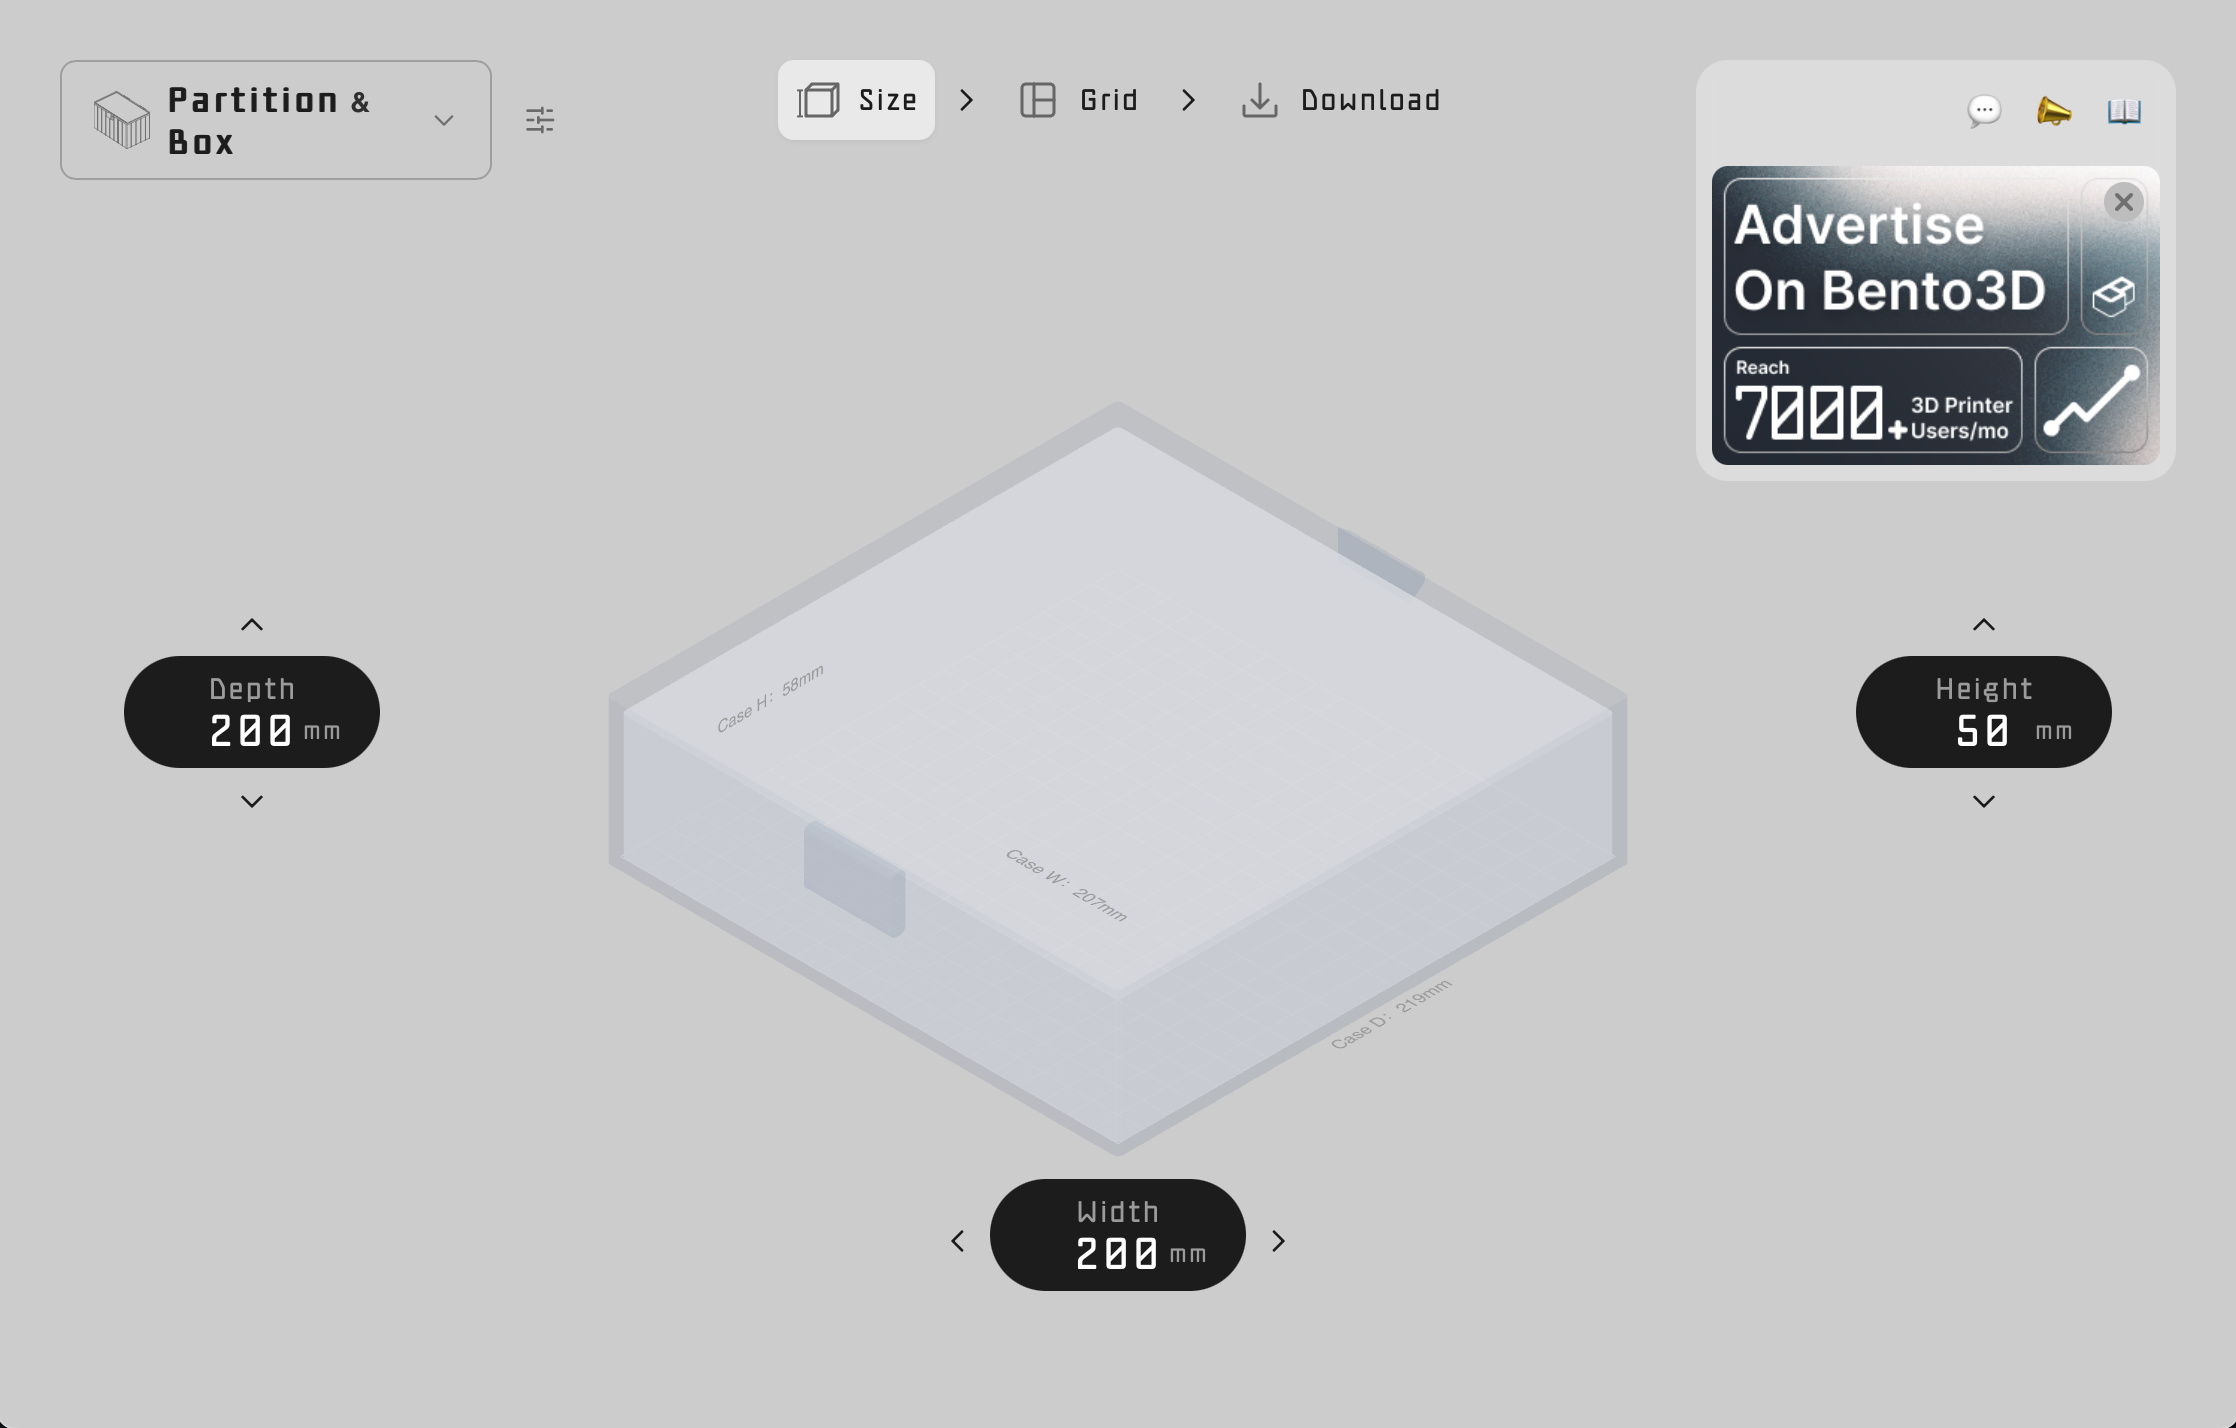 Partition &
Box
Size
Grid
Download
Advertise
On Bento3D
Reach
7000+ 3D Printer
Users/mo
Depth
200 mm
Height
50 mm
Case H: 58mm
Case W: 207mm
Case D: 219mm
Width
200 mm